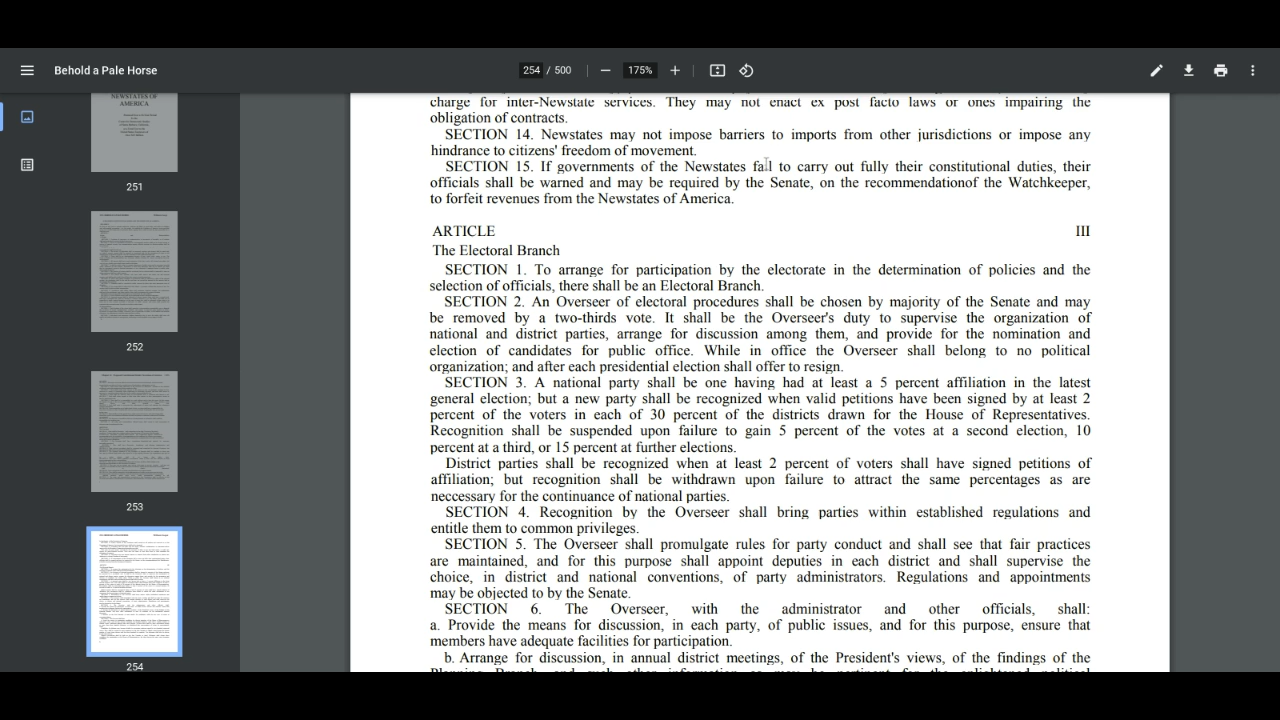 Behold a Pale Horse
254 / 500
175%
NEWSTATES OF
AMERICA
251
252
253
254
charge for inter-Newstate services. They may not enact ex post facto laws or ones impairing the
obligation of contracts.
SECTION 14. Newstates may not impose barriers to imports from other jurisdictions or impose any
hindrance to citizens' freedom of movement.
SECTION 15. If governments of the Newstates fail to carry out fully their constitutional duties, their
officials shall be warned and may be required by the Senate, on the recommendationof the Watchkeeper,
to forfeit revenues from the Newstates of America.
ARTICLE III
The Electoral Branch
SECTION 1. To arrange for participation by the electorate in the determination of policies and the
selection of officials, there shall be an Electoral Branch.
SECTION 2. An Overseer of electoral procedures shall be chosen by majority of the Senate and may
be removed by a two-thirds vote. It shall be the Overseer's duty to supervise the organization of
national and district parties, arrange for discussion among them, and provide for the nomination and
election of candidates for public office. While in office the Overseer shall belong to no political
organization; and after each presidential election shall offer to resign.
SECTION 3. A national party shall be one having had at least a 5 percent affiliation in the latest
general election; but a new party shall be recognized when valid petitions have been signed by at least 2
percent of the voters in each of 30 percent of the districts drawn for the House of Representatives.
Recognition shall be suspended upon failure to gain 5 percent of the votes at a second election, 10
percent at a third, or 15 percent at further elections.
District parties shall be recognized when at least 2 percent of the voters shall have signed petitions of
affiliation; but recognition shall be withdrawn upon failure to attract the same percentages as are
neccessary for the continuance of national parties.
SECTION 4. Recognition by the Overseer shall bring parties within established regulations and
entitle them to common privileges.
SECTION 5. The Overseer shall promulgate rules for party conduct and shall see that fair practices
are maintained, and for this purpose shall appoint deputies in each district and shall supervise the
choice, in district and national conventions, of party administrators. Regulations and appointments
may be objected to by the Senate.
SECTION 6. The Overseer, with the administrators and other officials, shall:
Provide the means for discussion, in each party, of public issues, and for this purpose, ensure that
members have adequate facilities for participation.
b. Arrange for discussion, in annual district meetings, of the President's views, of the findings of the
Planning Branch, and such other information as may be pertinent for the enlightened political